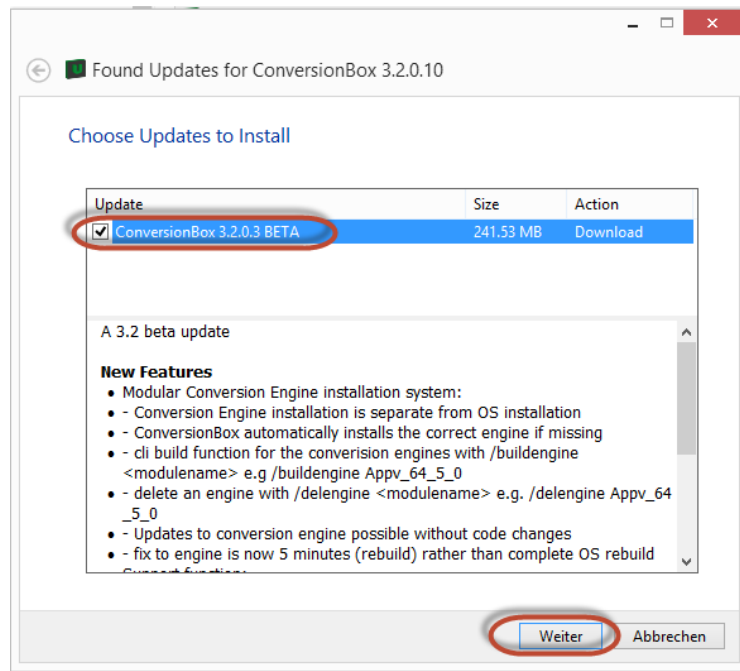 Found Updates for ConversionBox 3.2.0.10
Choose Updates to Install
Update Size Action
ConversionBox 3.2.0.3 BETA 241.53 MB Download
A 3.2 beta update
New Features
• Modular Conversion Engine installation system:
• - Conversion Engine installation is separate from OS installation
• - ConversionBox automatically installs the correct engine if missing
• - cli build function for the converision engines with /buildengine
<modulename> e.g /buildengine Appv_64_5_0
• - delete an engine with /delengine <modulename> e.g. /delengine Appv_64
_5_0
• - Updates to conversion engine possible without code changes
• - fix to engine is now 5 minutes (rebuild) rather than complete OS rebuild
Support function:
Weiter Abbrechen